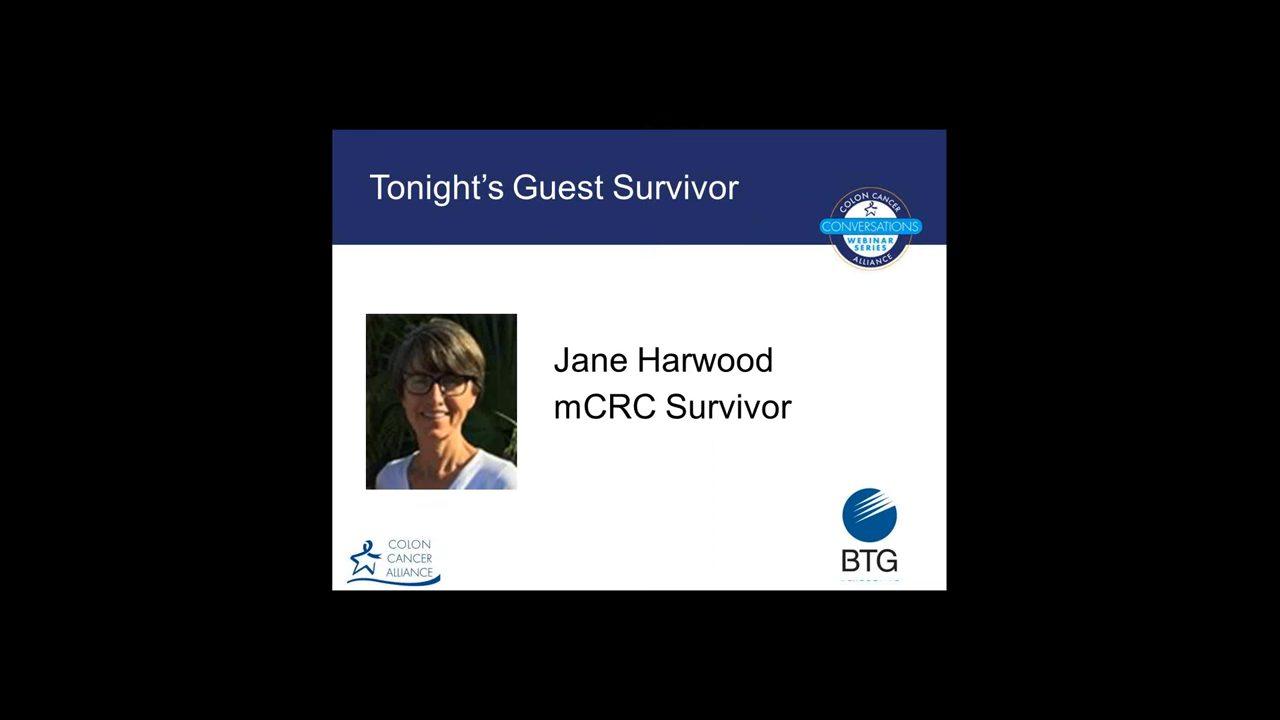 Tonight's Guest Survivor
COLON CANCER
CONVERSATIONS
WEBINAR
SERIES
ALLIANCE
Jane Harwood
mCRC Survivor
COLON
CANCER
ALLIANCE
BTG